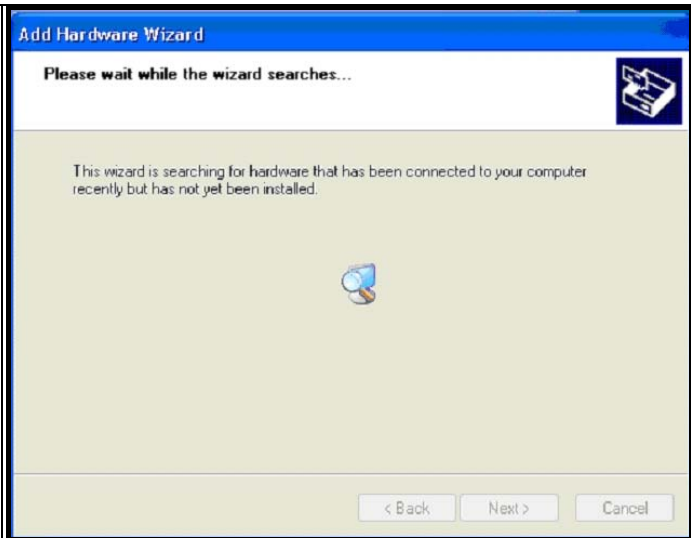 Add Hardware Wizard
Please wait while the wizard searches...
This wizard is searching for hardware that has been connected to your computer
recently but has not yet been installed.
< Back Next > Cancel